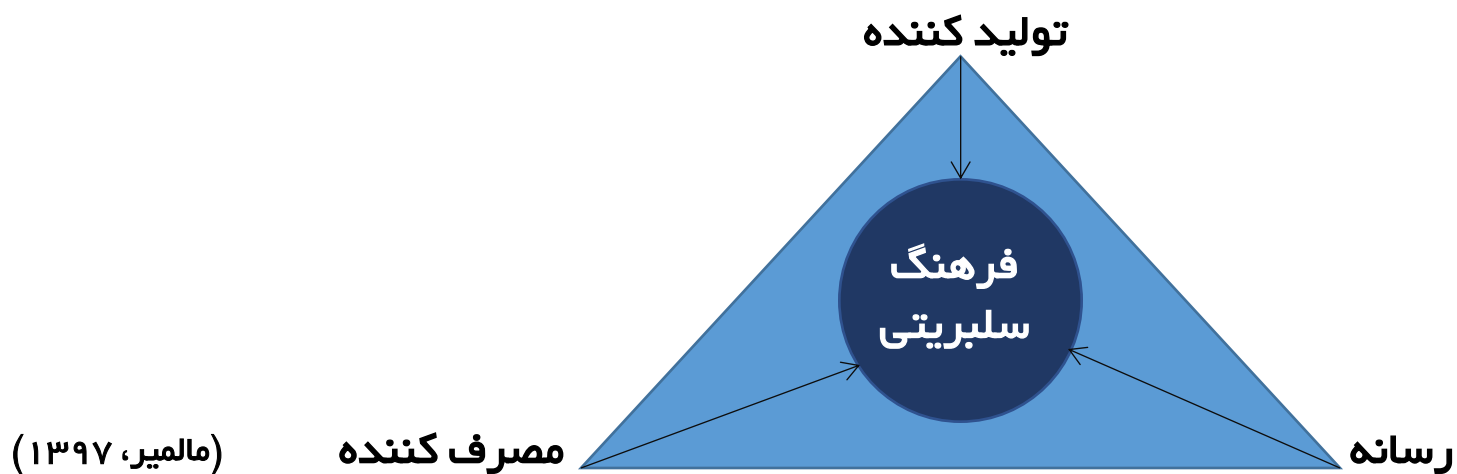 تولید کننده
فرهنگ
سلبریتی
رسانه
مصرف کننده
(مالمیر، ۱۳۹۷)